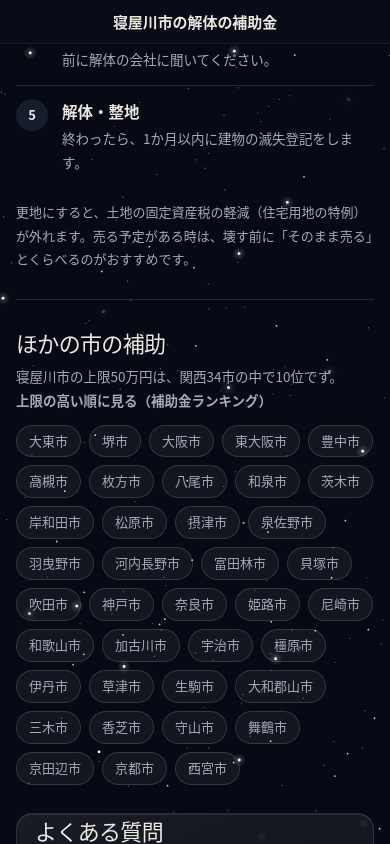 寝屋川市の解体の補助金
前に解体の会社に聞いてください。
5
解体・整地
終わったら、1か月以内に建物の滅失登記をしま
す。
更地にすると、土地の固定資産税の軽減（住宅用地の特例）
が外れます。売る予定がある時は、壊す前に「そのまま売る」
とくらべるのがおすすめです。
ほかの市の補助
寝屋川市の上限50万円は、関西34市の中で10位です。
上限の高い順に見る（補助金ランキング）
大東市 堺市 大阪市 東大阪市 豊中市
高槻市 枚方市 八尾市 和泉市 茨木市
岸和田市 松原市 摂津市 泉佐野市
羽曳野市 河内長野市 富田林市 貝塚市
吹田市 神戸市 奈良市 姫路市 尼崎市
和歌山市 加古川市 宇治市 橿原市
伊丹市 草津市 生駒市 大和郡山市
三木市 香芝市 守山市 舞鶴市
京田辺市 京都市 西宮市
よくある質問